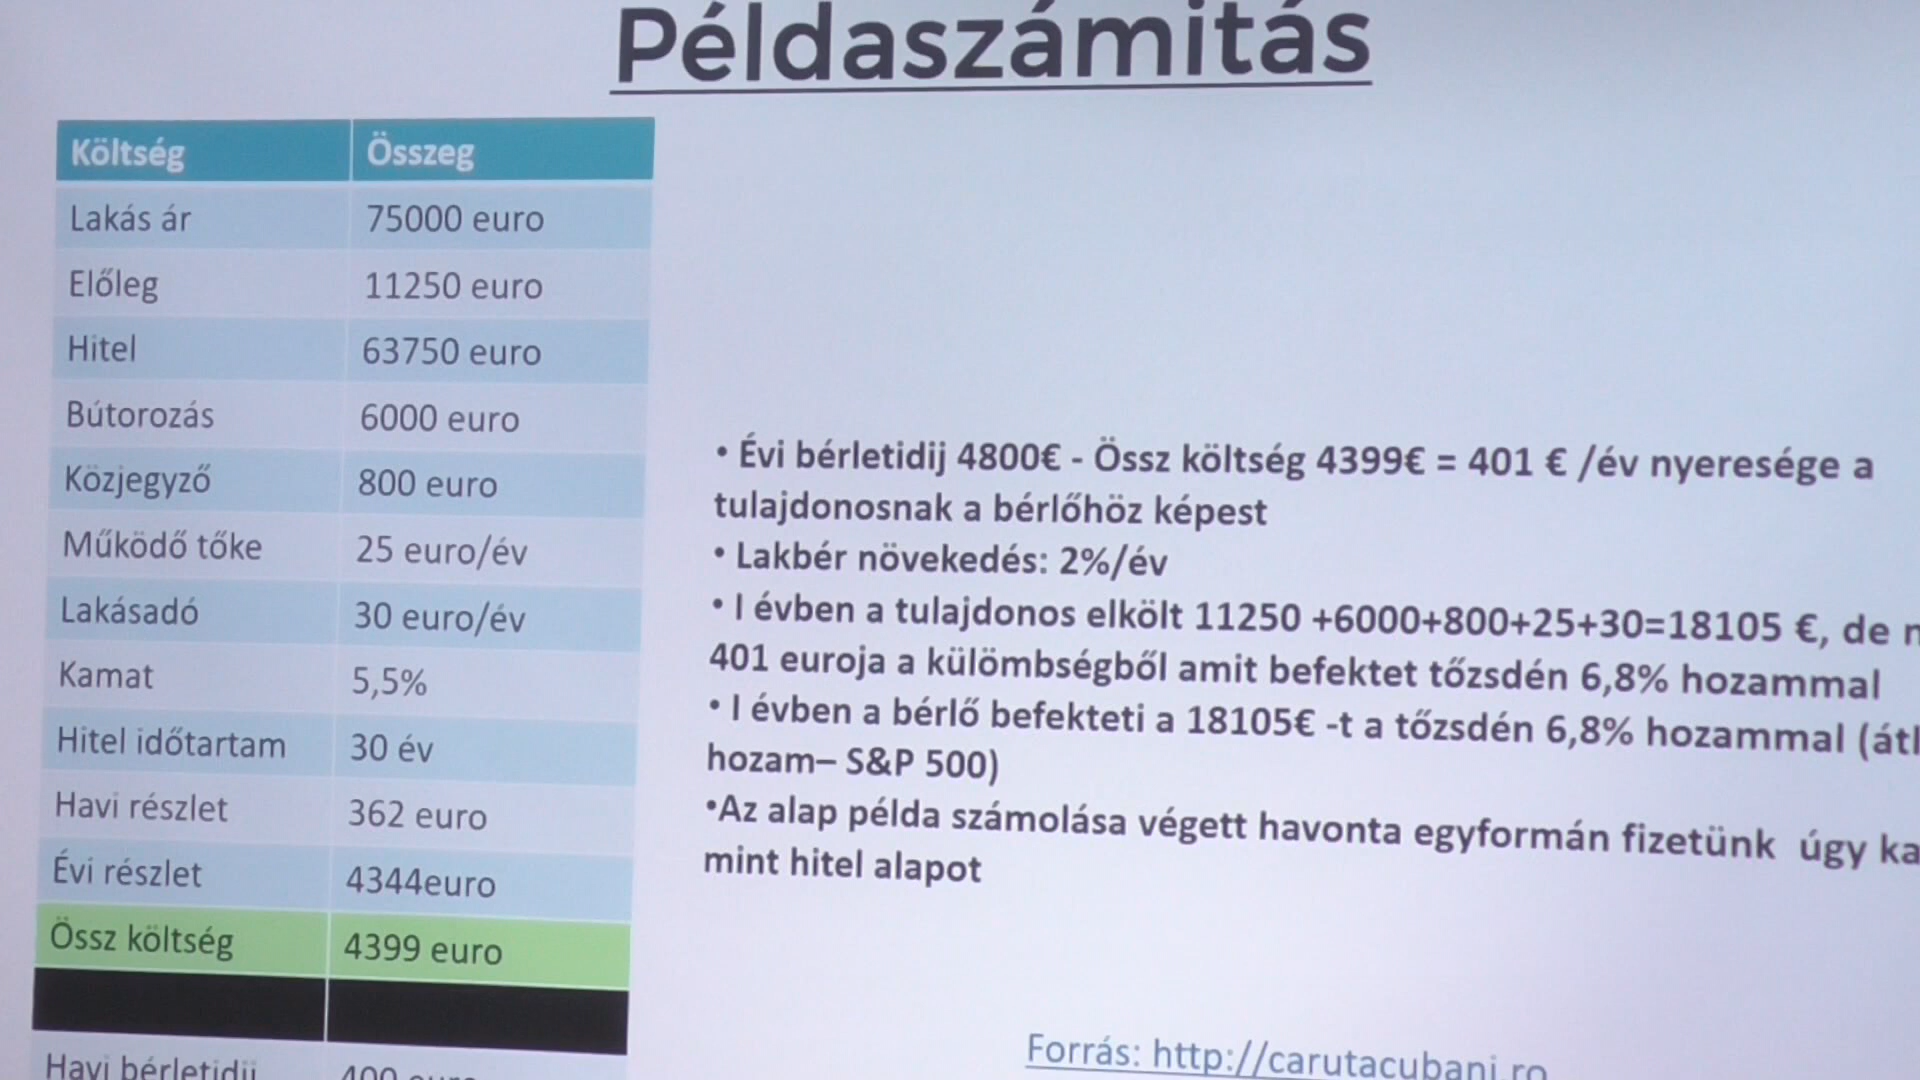 Példaszámitás
Költség Összeg
Lakás ár 75000 euro
Előleg 11250 euro
Hitel 63750 euro
Bútorozás 6000 euro
Közjegyző 800 euro
Működő tőke 25 euro/év
Lakásadó 30 euro/év
Kamat 5,5%
Hitel időtartam 30 év
Havi részlet 362 euro
Évi részlet 4344euro
Össz költség 4399 euro
Havi bérletidij 400 euro
• Évi bérletidij 4800€ - Össz költség 4399€ = 401 € /év nyeresége a
tulajdonosnak a bérlőhöz képest
• Lakbér növekedés: 2%/év
• I évben a tulajdonos elkölt 11250 +6000+800+25+30=18105 €, de
401 euroja a külömbségből amit befektet tőzsdén 6,8% hozammal
• I évben a bérlő befekteti a 18105€ -t a tőzsdén 6,8% hozammal
hozam– S&P 500)
•Az alap példa számolása végett havonta egyformán fizetünk úgy
mint hitel alapot
Forrás: http://carutacubani.ro